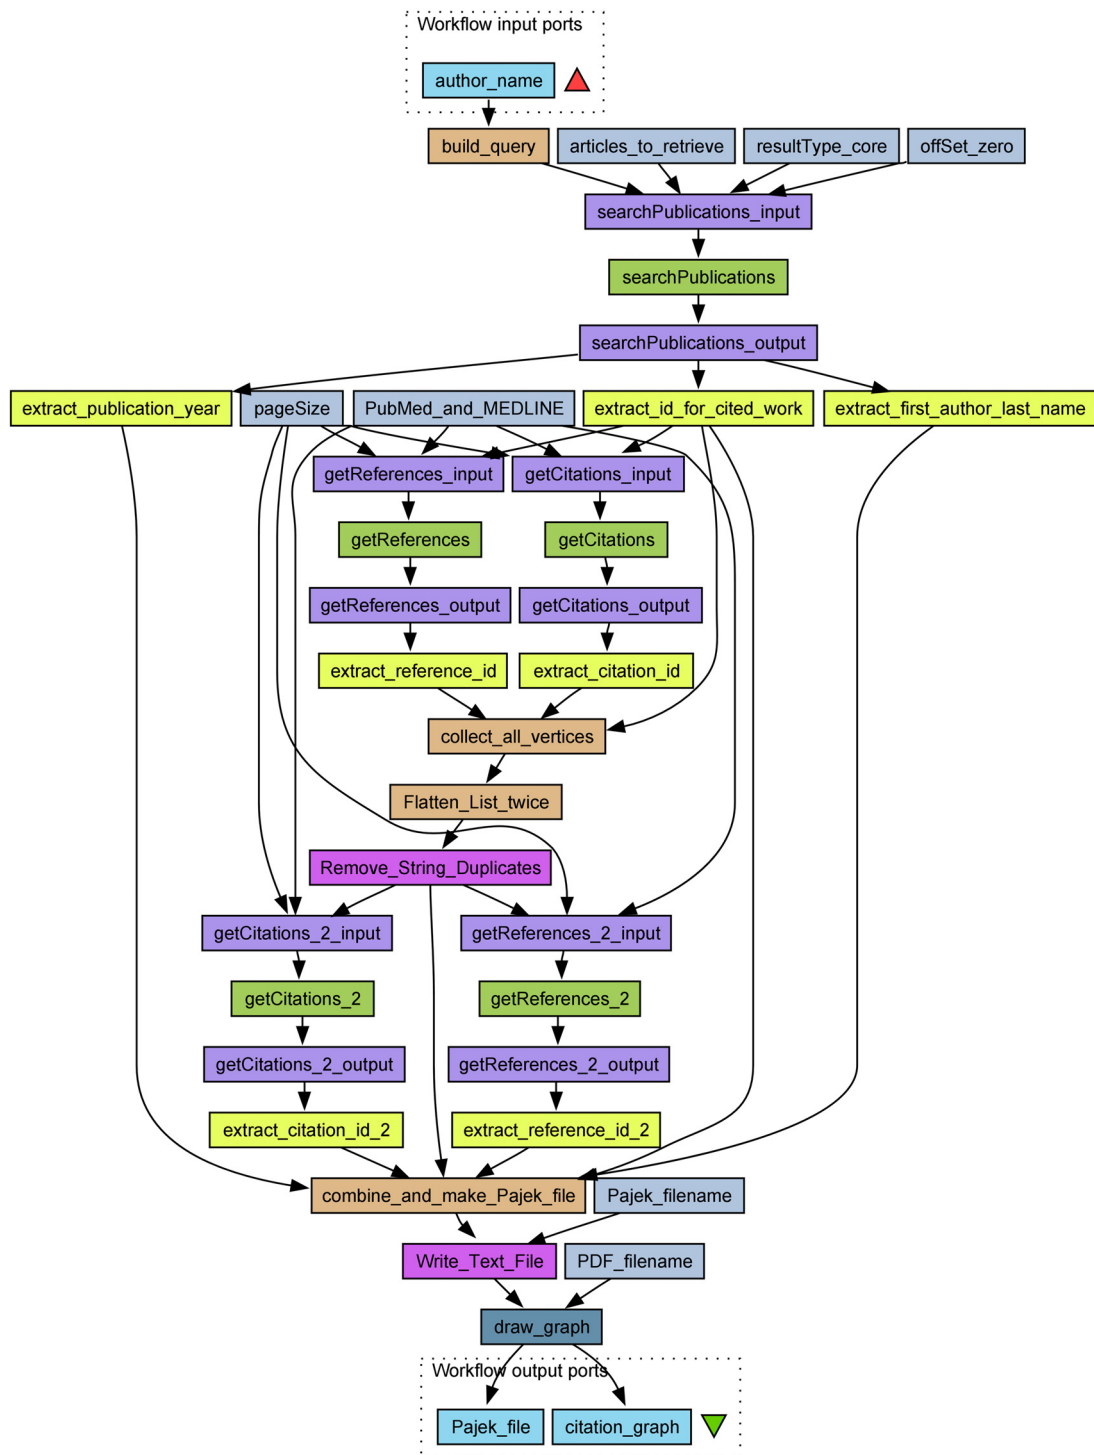 Workflow input ports
author_name
build_query
articles_to_retrieve
resultType_core
offSet_zero
searchPublications_input
searchPublications
searchPublications_output
extract_publication_year
pageSize
PubMed_and_MEDLINE
extract_id_for_cited_work
extract_first_author_last_name
getReferences_input
getCitations_input
getReferences
getCitations
getReferences_output
getCitations_output
extract_reference_id
extract_citation_id
collect_all_vertices
Flatten_List_twice
Remove_String_Duplicates
getCitations_2_input
getReferences_2_input
getCitations_2
getReferences_2
getCitations_2_output
getReferences_2_output
extract_citation_id_2
extract_reference_id_2
combine_and_make_Pajek_file
Pajek_filename
Write_Text_File
PDF_filename
draw_graph
Workflow output ports
Pajek_file
citation_graph